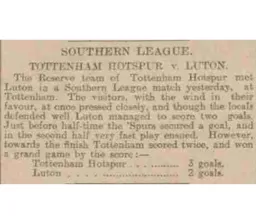 SOUTHERN LEAGUE.
TOTTENHAM HOTSPUR v. LUTON.
The Reserve team of Tottenham Hotspur met
Luton in a Southern League match yesterday, at
Tottenham. The visitors, with the wind in their
favour, at once pressed closely, and though the locals
defended well Luton managed to score two goals.
Just before half-time the 'Spurs secured a goal, and
in the second half very fast play ensued. However,
towards the finish Tottenham scored twice, and won
a grand game by the score:—
Tottenham Hotspur ............ 3 goals.
Luton ........................ 2 goals.